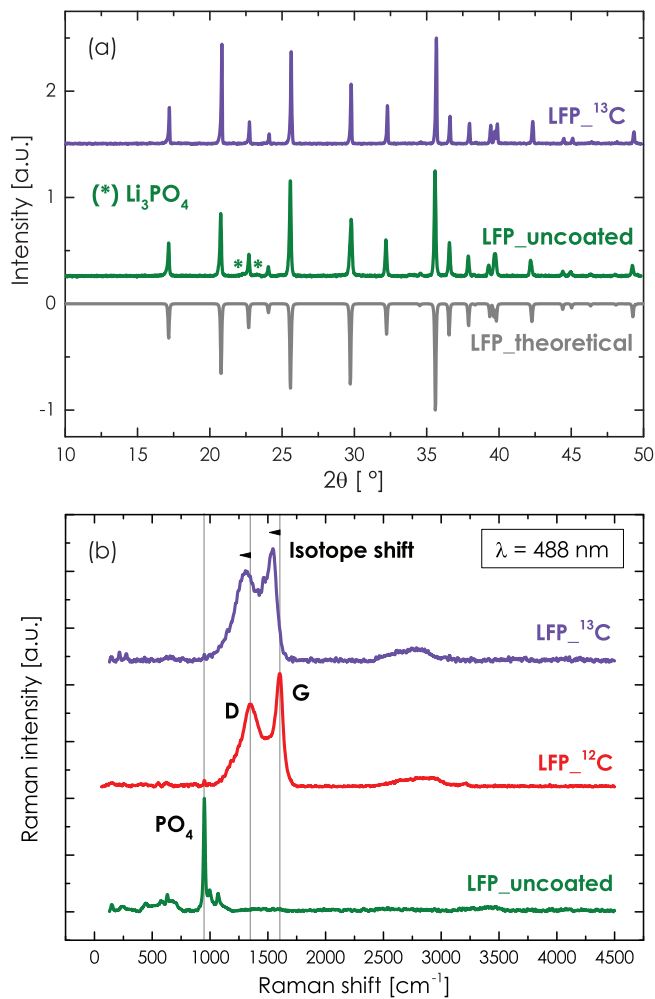 (a)
2
LFP_¹³C
(*) Li₃PO₄
1
LFP_uncoated
* *
0
LFP_theoretical
-1
Intensity [a.u.]
10 15 20 25 30 35 40 45 50
2θ [ °]
(b)
Isotope shift
λ = 488 nm
LFP_¹³C
D
G
LFP_¹²C
PO₄
LFP_uncoated
Raman intensity [a.u.]
0 500 1000 1500 2000 2500 3000 3500 4000 4500
Raman shift [cm⁻¹]